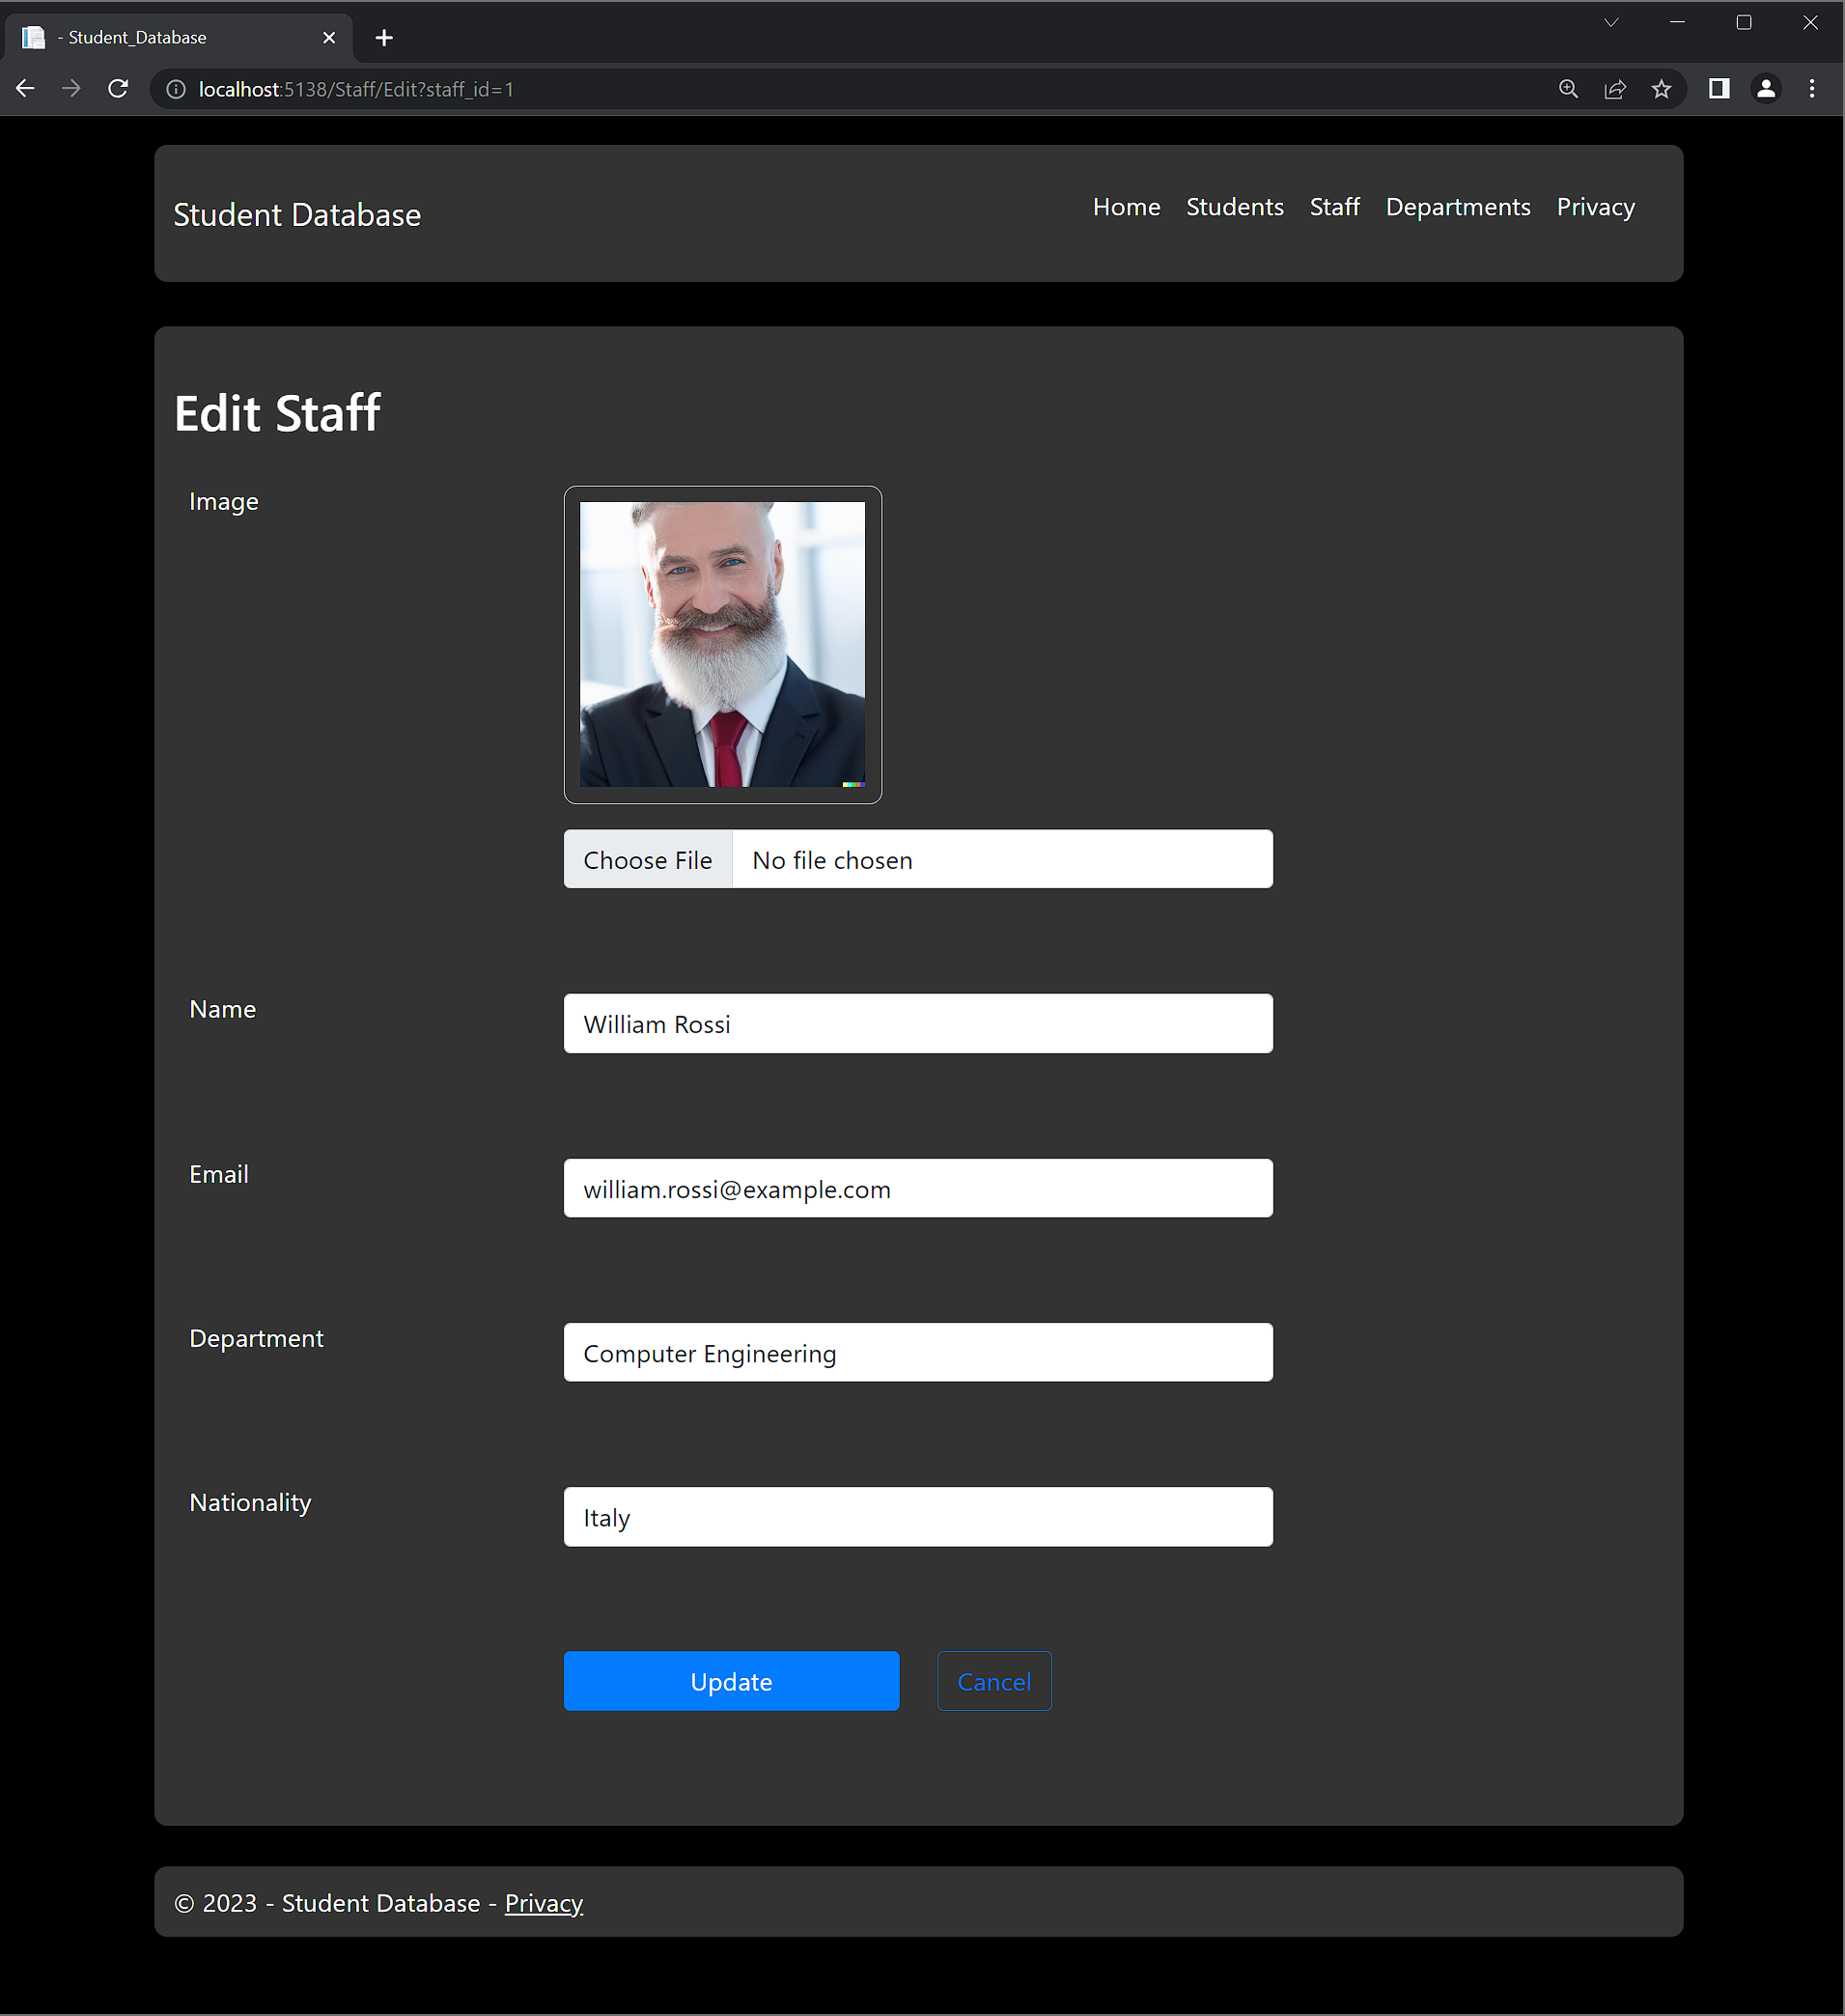 - Student_Database
localhost:5138/Staff/Edit?staff_id=1
Student Database
Home Students Staff Departments Privacy
Edit Staff
Image
Choose File No file chosen
Name
William Rossi
Email
william.rossi@example.com
Department
Computer Engineering
Nationality
Italy
Update Cancel
© 2023 - Student Database - Privacy